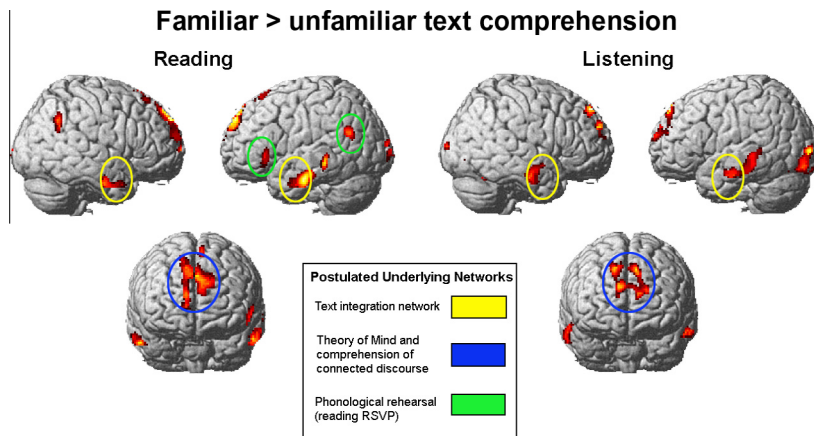 Familiar > unfamiliar text comprehension
Reading
Listening
Postulated Underlying Networks
Text integration network
Theory of Mind and
comprehension of
connected discourse
Phonological rehearsal
(reading RSVP)